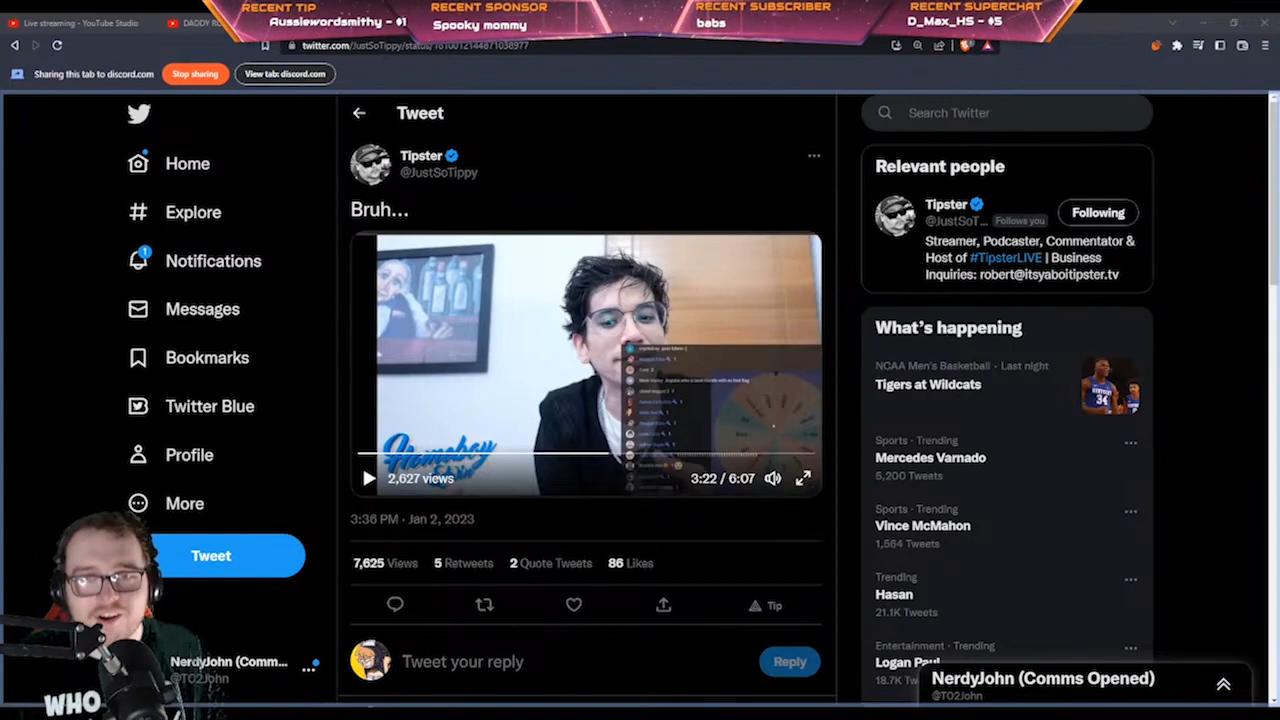 RECENT TIP
Aussiewordsmithy - $1
RECENT SPONSOR
Spooky mommy
RECENT SUBSCRIBER
babs
RECENT SUPERCHAT
D_Max_HS - $5
Live streaming - YouTube Studio
DADDY RO
Sharing this tab to discord.com
Stop sharing
View tab: discord.com
Home
Explore
1
Notifications
Messages
Bookmarks
Twitter Blue
Profile
More
Tweet
NerdyJohn (Comm...
@T02John
WHO
Tweet
Tipster
@JustSoTippy
Bruh...
2,627 views
3:22 / 6:07
3:36 PM · Jan 2, 2023
7,625 Views 5 Retweets 2 Quote Tweets 86 Likes
Tip
Tweet your reply
Reply
Search Twitter
Relevant people
Tipster
@JustSoT... Follows you
Following
Streamer, Podcaster, Commentator &
Host of #TipsterLIVE | Business
Inquiries: robert@itsyaboitipster.tv
What's happening
NCAA Men's Basketball · Last night
Tigers at Wildcats
Sports · Trending
Mercedes Varnado
5,200 Tweets
Sports · Trending
Vince McMahon
1,564 Tweets
Trending
Hasan
21.1K Tweets
Entertainment · Trending
Logan Paul
18.7K Tw
NerdyJohn (Comms Opened)
@T02John